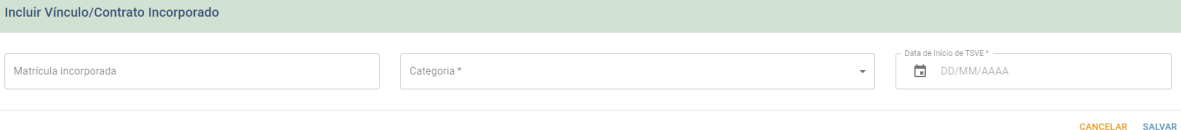 Incluir Vínculo/Contrato Incorporado
Matrícula incorporada
Categoria *
Data de Início de TSVE *
DD/MM/AAAA
CANCELAR SALVAR